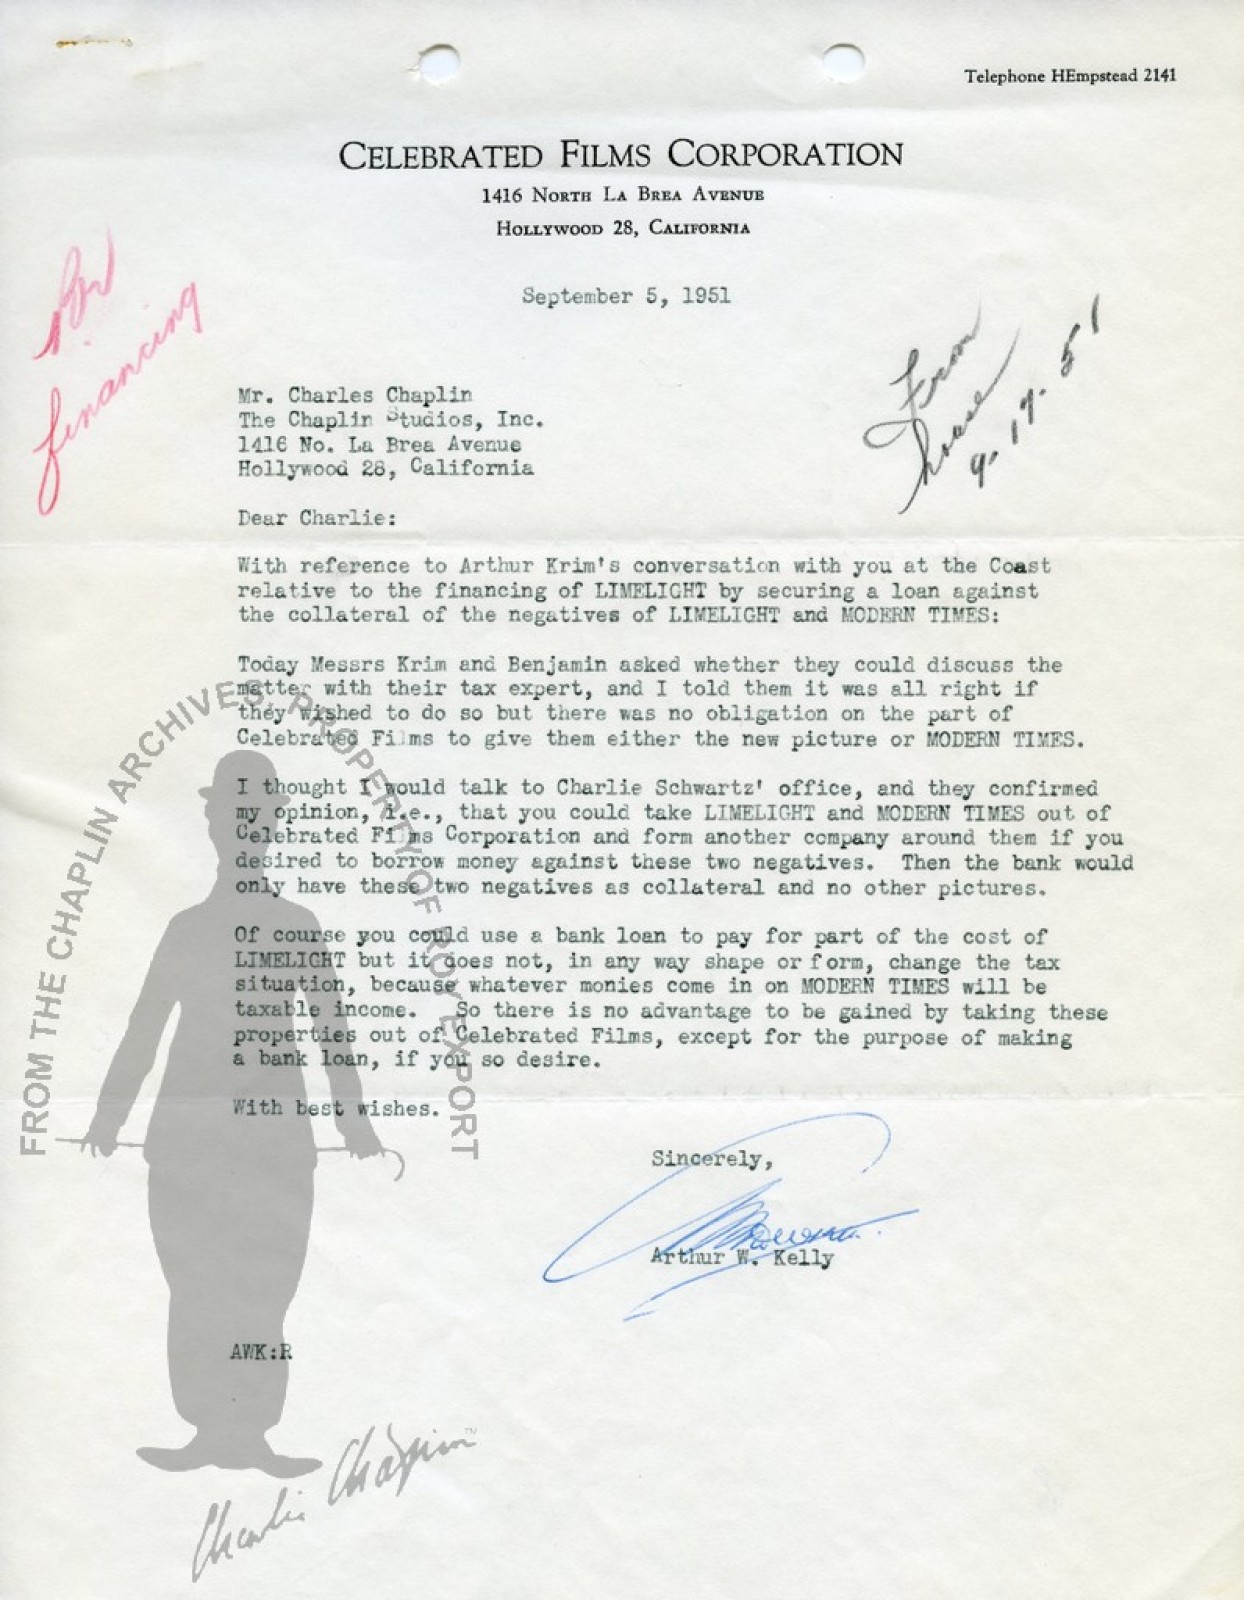 Telephone HEmpstead 2141
CELEBRATED FILMS CORPORATION
1416 NORTH LA BREA AVENUE
HOLLYWOOD 28, CALIFORNIA
September 5, 1951
financing
From
house
9.17.51
Mr. Charles Chaplin
The Chaplin Studios, Inc.
1416 No. La Brea Avenue
Hollywood 28, California
Dear Charlie:
With reference to Arthur Krim's conversation with you at the Coast
relative to the financing of LIMELIGHT by securing a loan against
the collateral of the negatives of LIMELIGHT and MODERN TIMES:
Today Messrs Krim and Benjamin asked whether they could discuss the
matter with their tax expert, and I told them it was all right if
they wished to do so but there was no obligation on the part of
Celebrated Films to give them either the new picture or MODERN TIMES.
I thought I would talk to Charlie Schwartz' office, and they confirmed
my opinion, i.e., that you could take LIMELIGHT and MODERN TIMES out of
Celebrated Films Corporation and form another company around them if you
desired to borrow money against these two negatives. Then the bank would
only have these two negatives as collateral and no other pictures.
Of course you could use a bank loan to pay for part of the cost of
LIMELIGHT but it does not, in any way shape or form, change the tax
situation, because whatever monies come in on MODERN TIMES will be
taxable income. So there is no advantage to be gained by taking these
properties out of Celebrated Films, except for the purpose of making
a bank loan, if you so desire.
With best wishes.
Sincerely,
Arthur W. Kelly
AWK:R
FROM THE CHAPLIN ARCHIVES, PROPERTY OF ROY EXPORT
Charlie Chaplin™